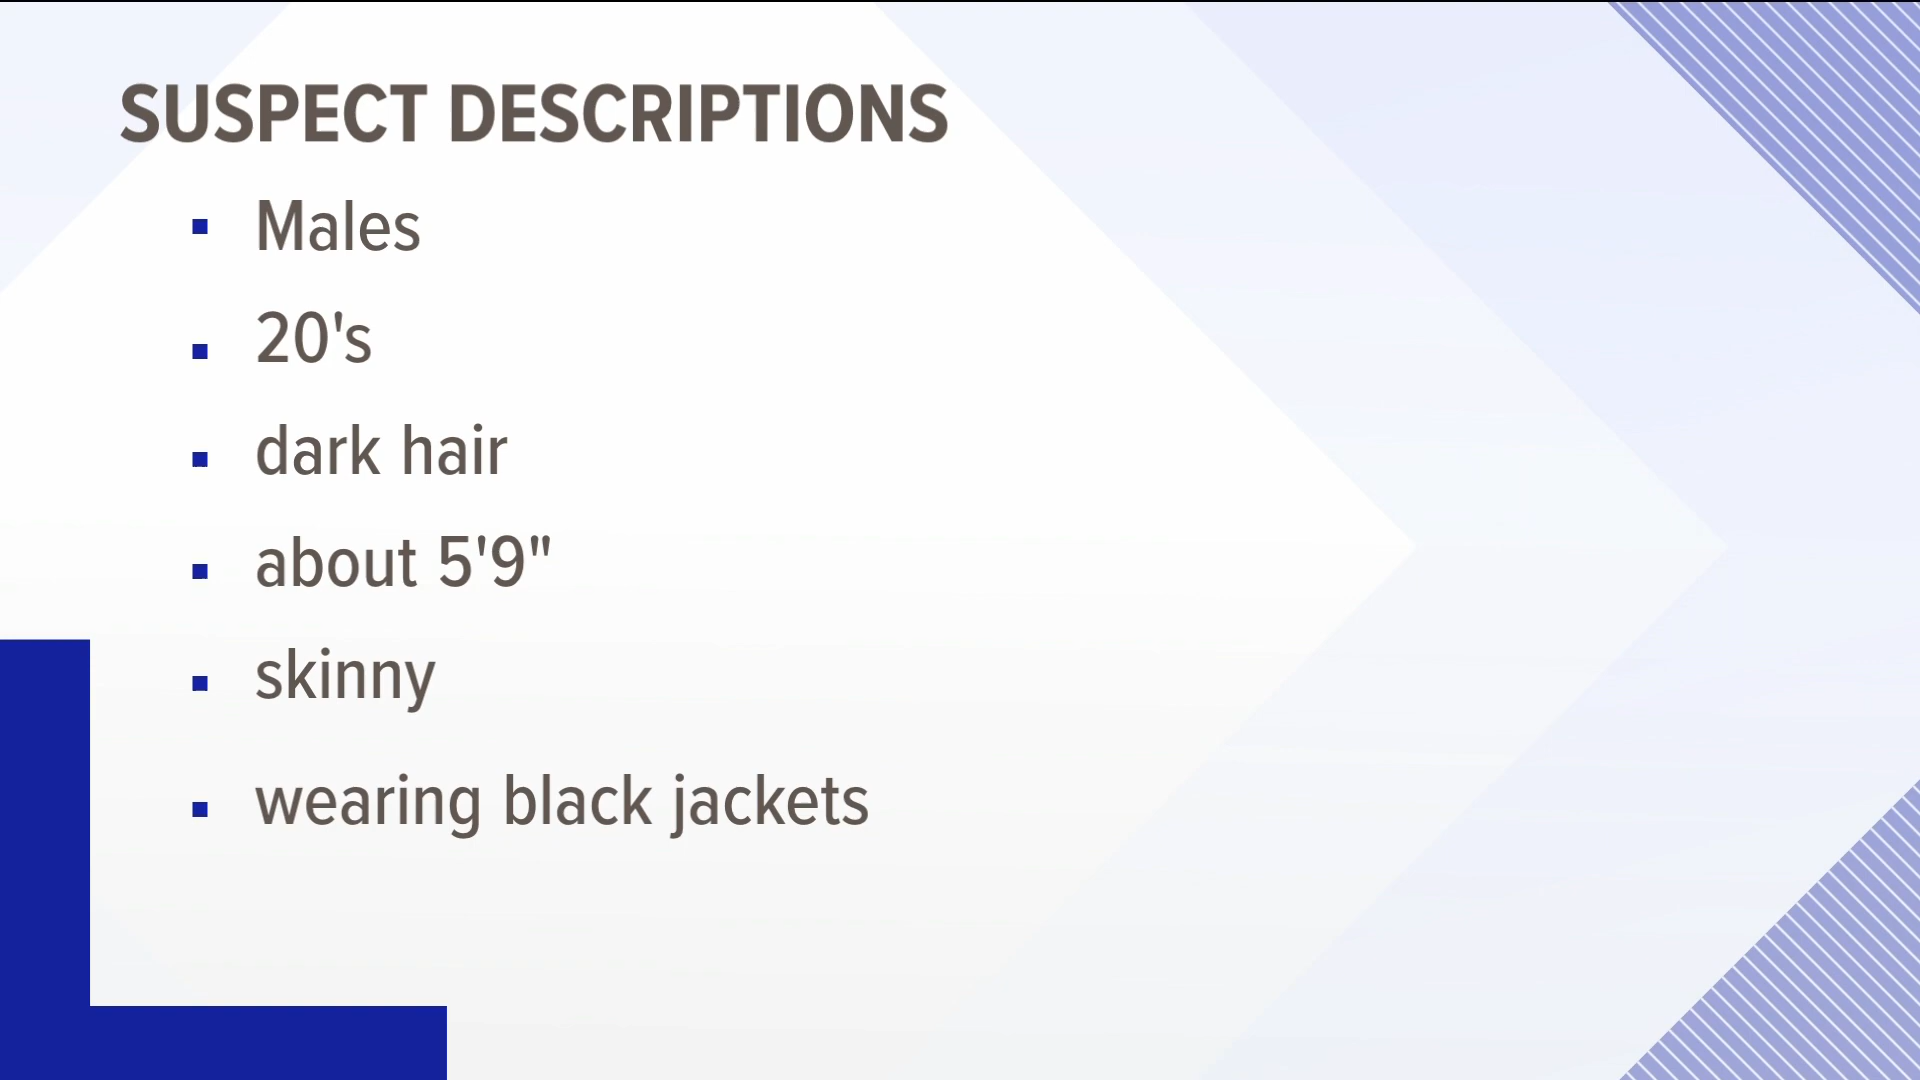 SUSPECT DESCRIPTIONS
Males
20's
dark hair
about 5'9"
skinny
wearing black jackets